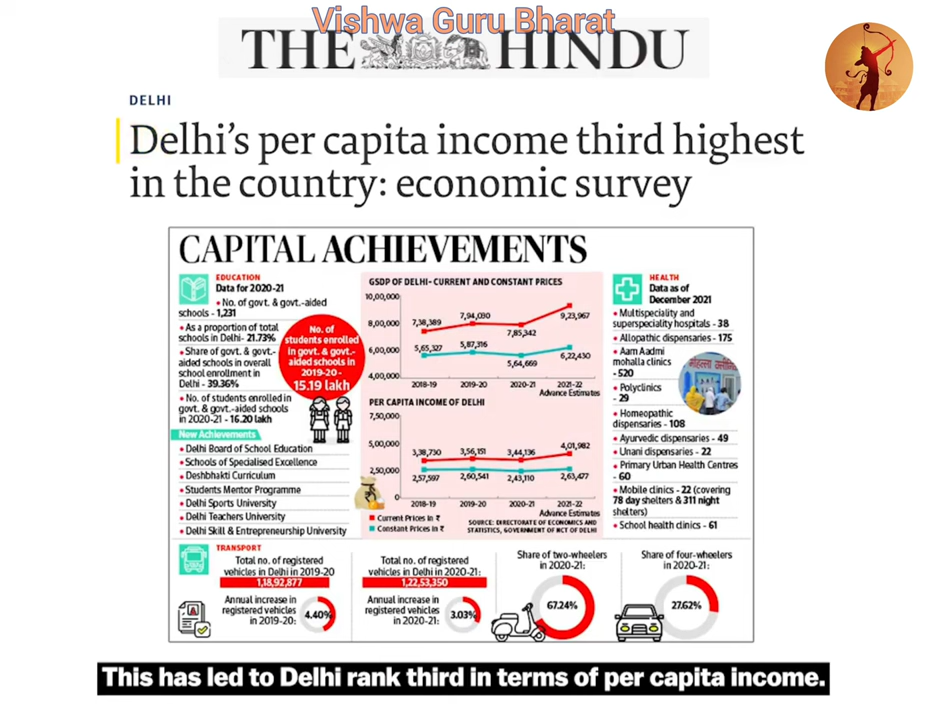 Vishwa Guru Bharat
THE HINDU
DELHI
Delhi's per capita income third highest
in the country: economic survey
CAPITAL ACHIEVEMENTS
EDUCATION
Data for 2020-21
• No. of govt. & govt.-aided
schools - 1,231
• As a proportion of total
schools in Delhi- 21.73%
• Share of govt. & govt.-
aided schools in overall
school enrollment in
Delhi - 39.36%
• No. of students enrolled in
govt. & govt.-aided schools
in 2020-21 - 16.20 lakh
No. of
students enrolled
in govt. & govt.-
aided schools in
2019-20 -
15.19 lakh
New Achievements
• Delhi Board of School Education
• Schools of Specialised Excellence
• Deshbhakti Curriculum
• Students Mentor Programme
• Delhi Sports University
• Delhi Teachers University
• Delhi Skill & Entrepreneurship University
GSDP OF DELHI- CURRENT AND CONSTANT PRICES
10,00,000
8,00,000
6,00,000
4,00,000
7,38,389
7,94,030
7,85,342
9,23,967
5,65,327
5,87,316
5,64,669
6,22,430
2018-19 2019-20 2020-21 2021-22
Advance Estimates
PER CAPITA INCOME OF DELHI
7,50,000
5,00,000
2,50,000
0
3,38,730
3,56,151
3,44,136
4,01,982
2,57,597
2,60,541
2,43,110
2,63,477
2018-19 2019-20 2020-21 2021-22
Advance Estimates
Current Prices in ₹
Constant Prices in ₹
SOURCE: DIRECTORATE OF ECONOMICS AND
STATISTICS, GOVERNMENT OF NCT OF DELHI
HEALTH
Data as of
December 2021
• Multispeciality and
superspeciality hospitals - 38
• Allopathic dispensaries - 175
• Aam Aadmi
mohalla clinics
- 520
• Polyclinics
- 29
• Homeopathic
dispensaries - 108
• Ayurvedic dispensaries - 49
• Unani dispensaries - 22
• Primary Urban Health Centres
- 60
• Mobile clinics - 22 (covering
78 day shelters & 311 night
shelters)
• School health clinics - 61
TRANSPORT
Total no. of registered
vehicles in Delhi in 2019-20
1,18,92,877
Annual increase in
registered vehicles
in 2019-20:
4.40%
Total no. of registered
vehicles in Delhi in 2020-21:
1,22,53,350
Annual increase in
registered vehicles
in 2020-21:
3.03%
Share of two-wheelers
in 2020-21:
67.24%
Share of four-wheelers
in 2020-21:
27.62%
This has led to Delhi rank third in terms of per capita income.